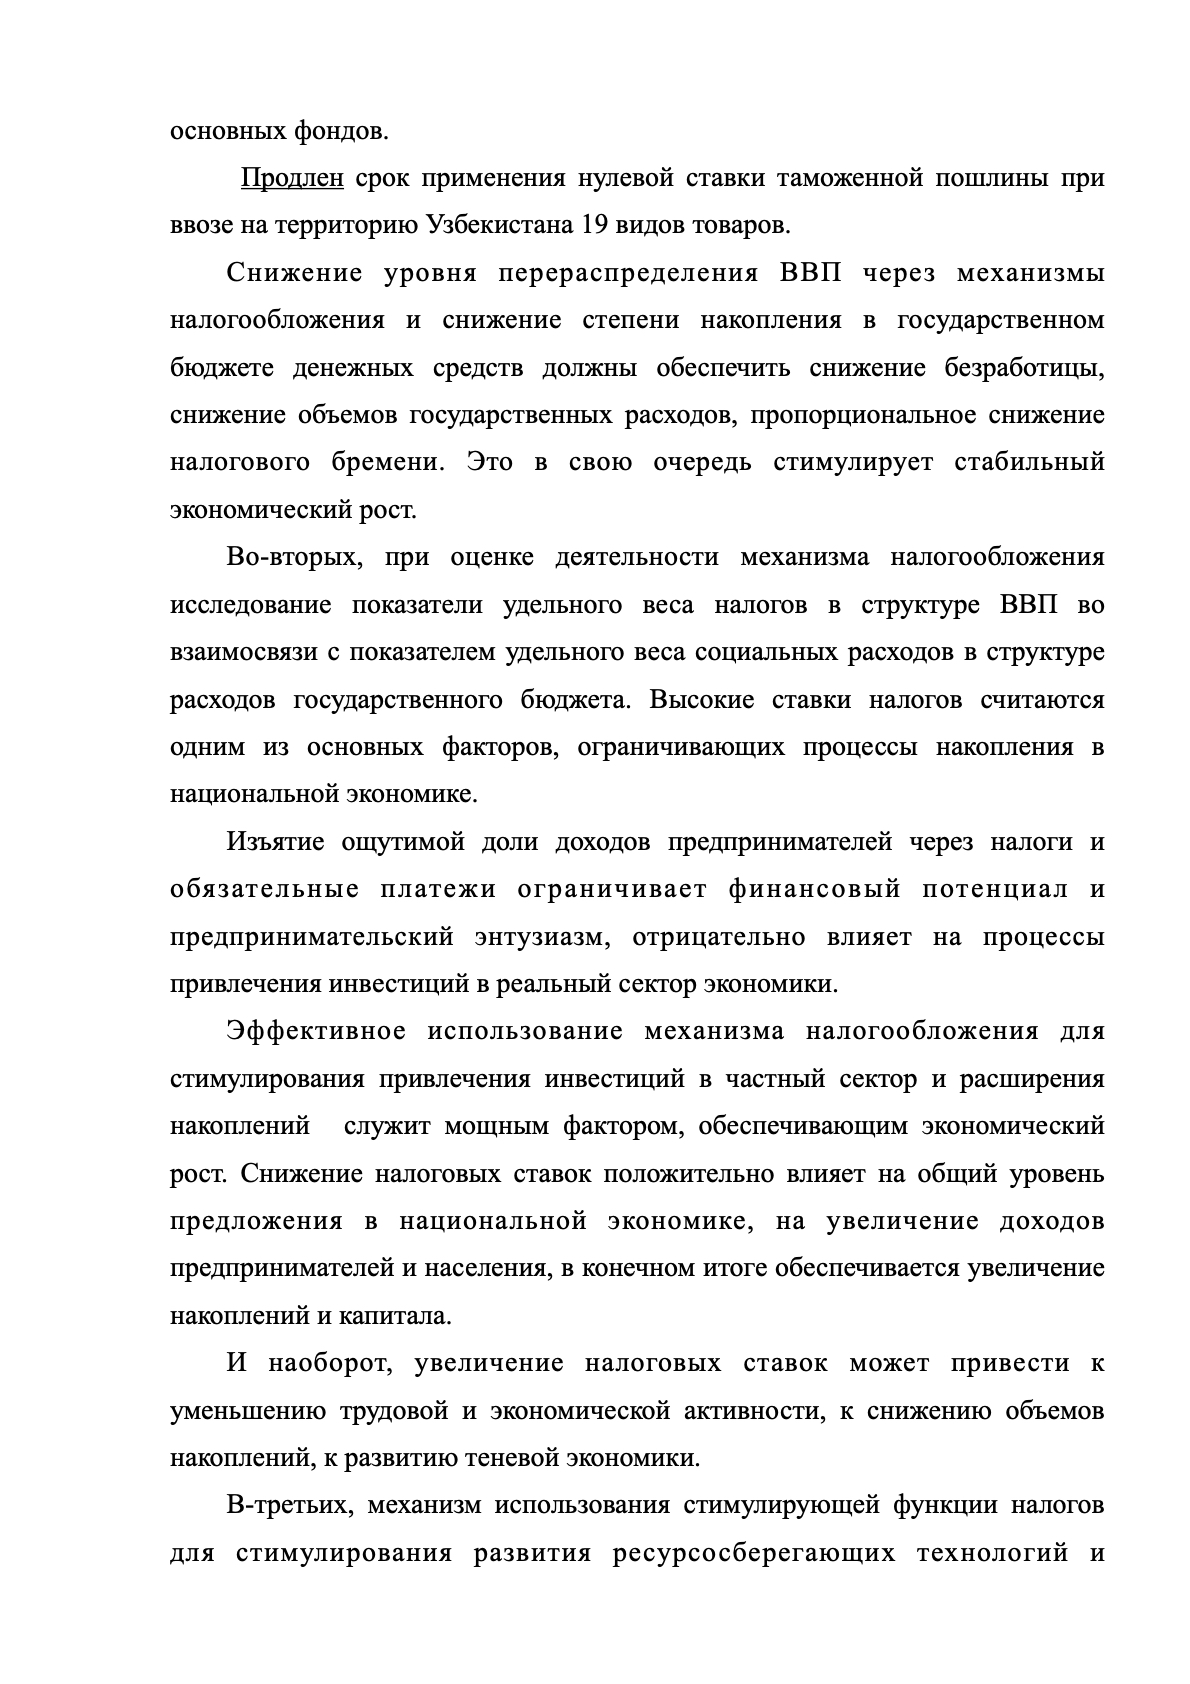 основных фондов.
Продлен срок применения нулевой ставки таможенной пошлины при
ввозе на территорию Узбекистана 19 видов товаров.
Снижение уровня перераспределения ВВП через механизмы
налогообложения и снижение степени накопления в государственном
бюджете денежных средств должны обеспечить снижение безработицы,
снижение объемов государственных расходов, пропорциональное снижение
налогового бремени. Это в свою очередь стимулирует стабильный
экономический рост.
Во-вторых, при оценке деятельности механизма налогообложения
исследование показатели удельного веса налогов в структуре ВВП во
взаимосвязи с показателем удельного веса социальных расходов в структуре
расходов государственного бюджета. Высокие ставки налогов считаются
одним из основных факторов, ограничивающих процессы накопления в
национальной экономике.
Изъятие ощутимой доли доходов предпринимателей через налоги и
обязательные платежи ограничивает финансовый потенциал и
предпринимательский энтузиазм, отрицательно влияет на процессы
привлечения инвестиций в реальный сектор экономики.
Эффективное использование механизма налогообложения для
стимулирования привлечения инвестиций в частный сектор и расширения
накоплений служит мощным фактором, обеспечивающим экономический
рост. Снижение налоговых ставок положительно влияет на общий уровень
предложения в национальной экономике, на увеличение доходов
предпринимателей и населения, в конечном итоге обеспечивается увеличение
накоплений и капитала.
И наоборот, увеличение налоговых ставок может привести к
уменьшению трудовой и экономической активности, к снижению объемов
накоплений, к развитию теневой экономики.
В-третьих, механизм использования стимулирующей функции налогов
для стимулирования развития ресурсосберегающих технологий и